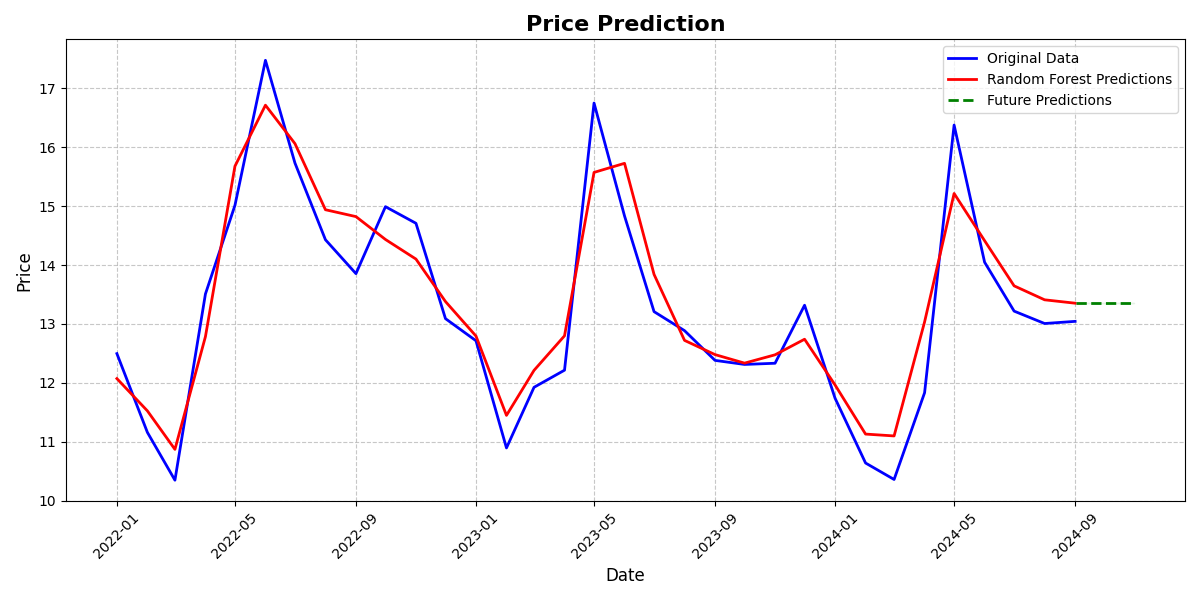 Price Prediction
Original Data
Random Forest Predictions
Future Predictions
Price
17
16
15
14
13
12
11
10
2022-01
2022-05
2022-09
2023-01
2023-05
2023-09
2024-01
2024-05
2024-09
Date